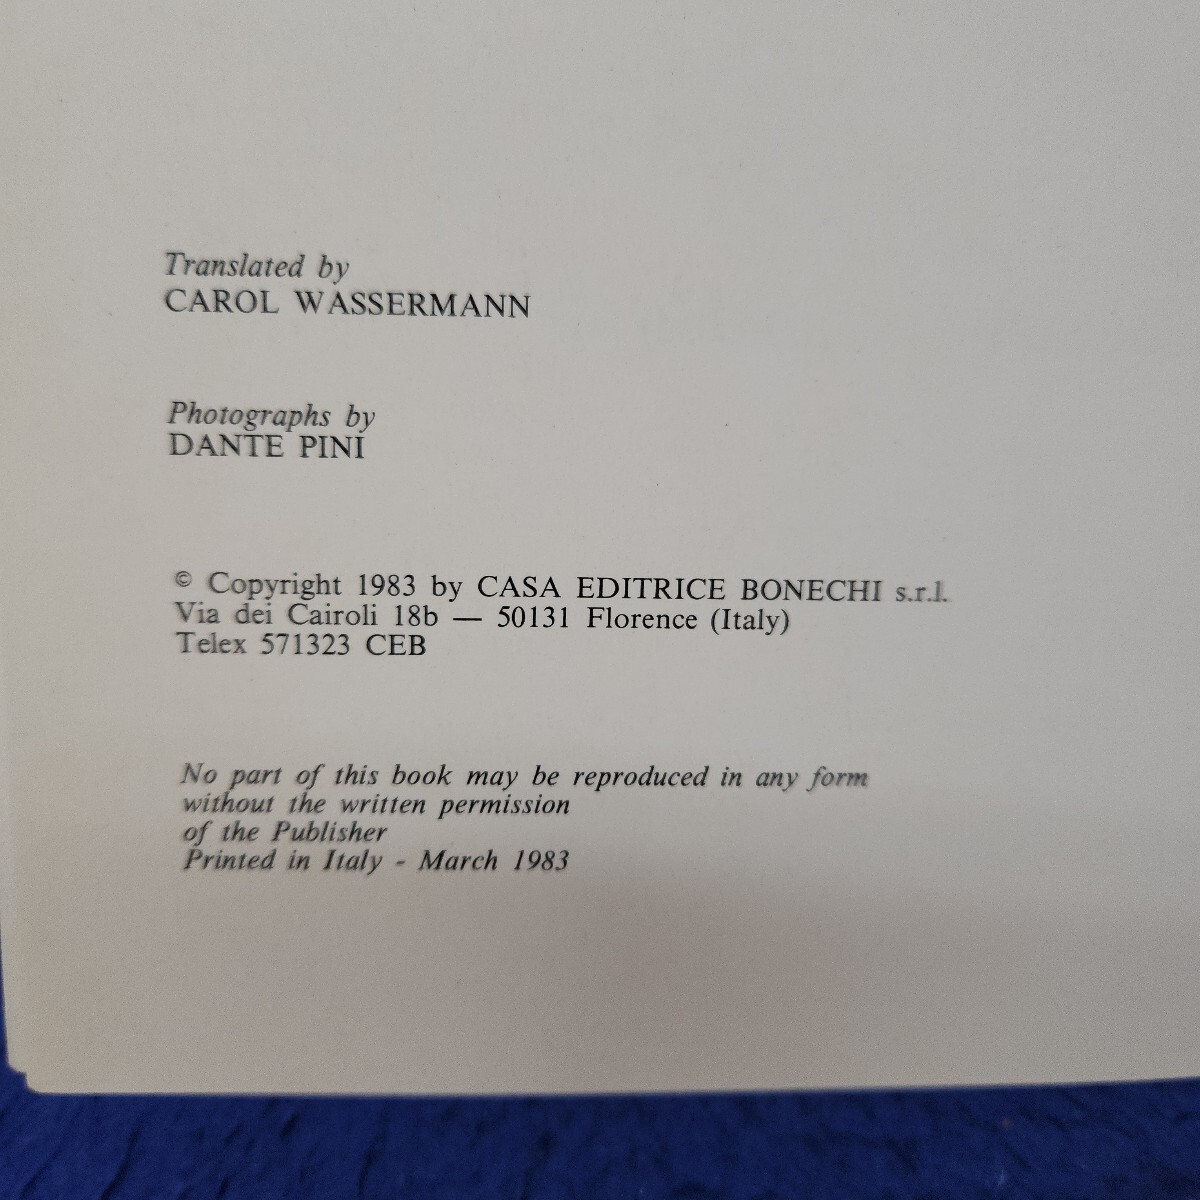 Translated by
CAROL WASSERMANN
Photographs by
DANTE PINI
© Copyright 1983 by CASA EDITRICE BONECHI s.r.l.
Via dei Cairoli 18b — 50131 Florence (Italy)
Telex 571323 CEB
No part of this book may be reproduced in any form
without the written permission
of the Publisher
Printed in Italy - March 1983